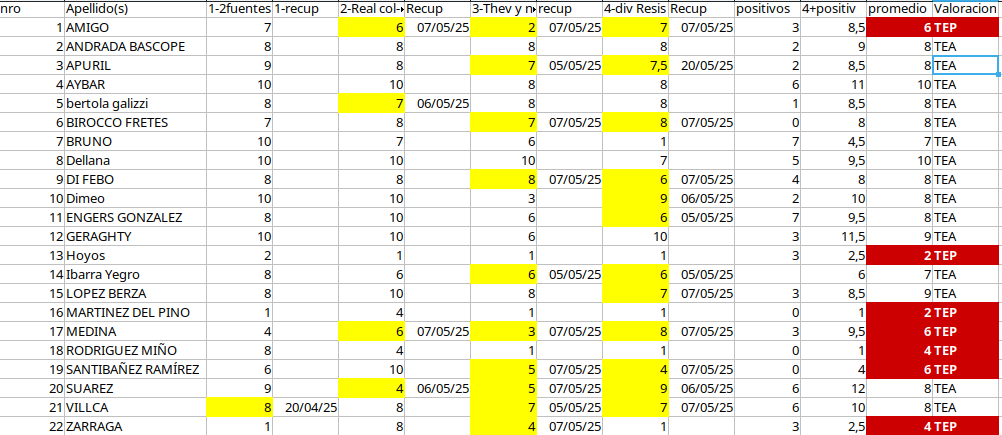 nro Apellido(s) 1-2fuentes 1-recup 2-Real col- Recup 3-Thev y n recup 4-div Resis Recup positivos 4+positiv promedio Valoracion
1 AMIGO 7 6 07/05/25 2 07/05/25 7 07/05/25 3 8,5 6 TEP
2 ANDRADA BASCOPE 8 8 8 8 2 9 8 TEA
3 APURIL 9 8 7 05/05/25 7,5 20/05/25 2 8,5 8 TEA
4 AYBAR 10 10 8 8 6 11 10 TEA
5 bertola galizzi 8 7 06/05/25 8 8 1 8,5 8 TEA
6 BIROCCO FRETES 7 8 7 07/05/25 8 07/05/25 0 8 8 TEA
7 BRUNO 10 7 6 1 7 4,5 7 TEA
8 Dellana 10 10 10 7 5 9,5 10 TEA
9 DI FEBO 8 8 8 07/05/25 6 07/05/25 4 8 8 TEA
10 Dimeo 10 10 3 9 06/05/25 2 10 8 TEA
11 ENGERS GONZALEZ 8 10 6 6 05/05/25 7 9,5 8 TEA
12 GERAGHTY 10 10 6 10 3 11,5 9 TEA
13 Hoyos 2 1 1 1 3 2,5 2 TEP
14 Ibarra Yegro 8 6 6 05/05/25 6 05/05/25 6 7 TEA
15 LOPEZ BERZA 8 10 8 7 07/05/25 3 8,5 9 TEA
16 MARTINEZ DEL PINO 1 4 1 1 0 1 2 TEP
17 MEDINA 4 6 07/05/25 3 07/05/25 8 07/05/25 3 9,5 6 TEP
18 RODRIGUEZ MIÑO 8 4 1 1 0 1 4 TEP
19 SANTIBAÑEZ RAMÍREZ 6 10 5 07/05/25 4 07/05/25 0 4 6 TEP
20 SUAREZ 9 4 06/05/25 5 07/05/25 9 06/05/25 6 12 8 TEA
21 VILLCA 8 20/04/25 8 7 05/05/25 7 07/05/25 6 10 8 TEA
22 ZARRAGA 1 8 4 07/05/25 1 3 2,5 4 TEP